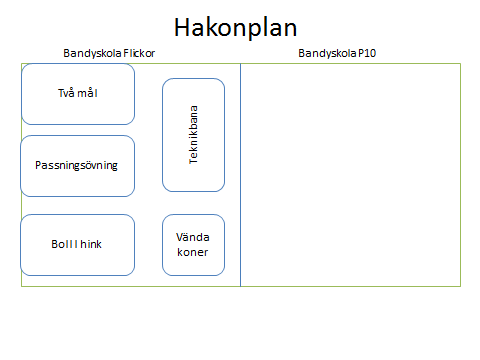 Hakonplan
Bandyskola Flickor
Bandyskola P10
Två mål
Teknikbana
Passningsövning
Boll I hink
Vända
koner